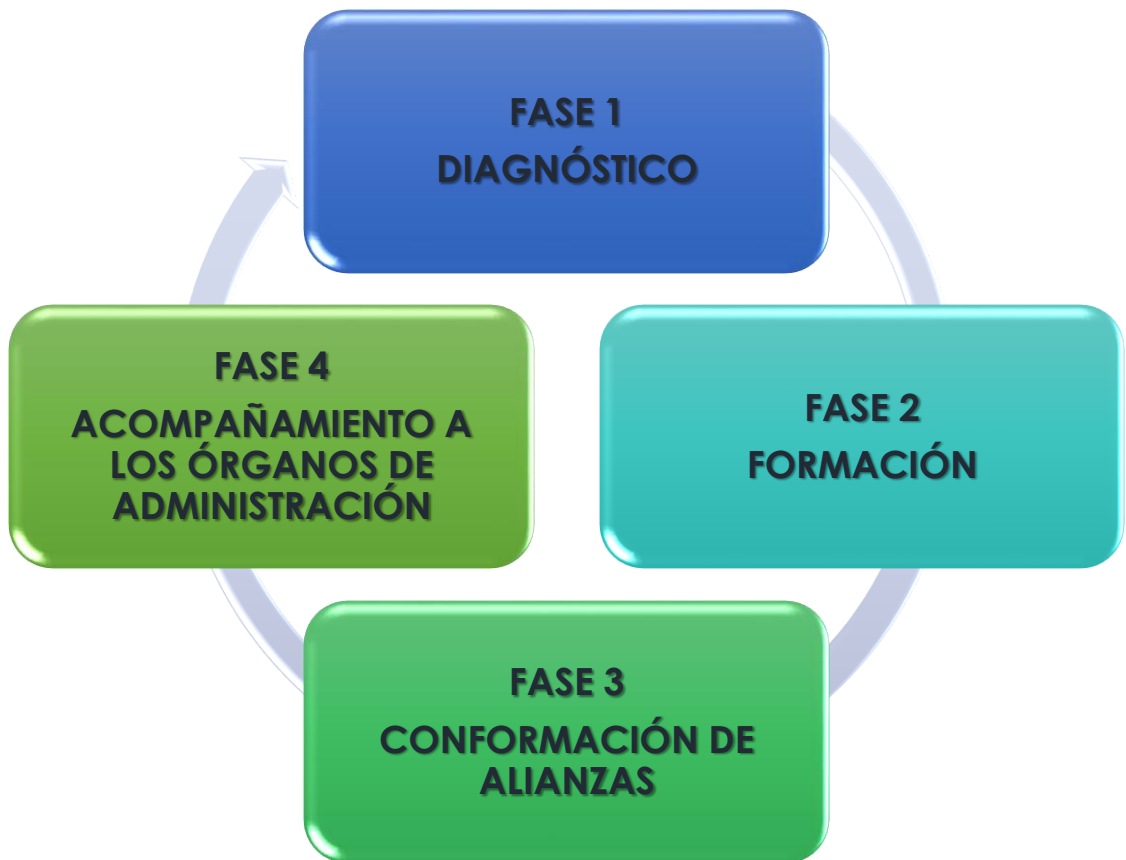 FASE 1
DIAGNÓSTICO
FASE 2
FORMACIÓN
FASE 3
CONFORMACIÓN DE
ALIANZAS
FASE 4
ACOMPAÑAMIENTO A
LOS ÓRGANOS DE
ADMINISTRACIÓN